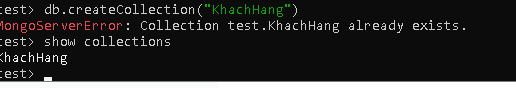 test> db.createCollection("KhachHang")
MongoServerError: Collection test.KhachHang already exists.
test> show collections
KhachHang
test>